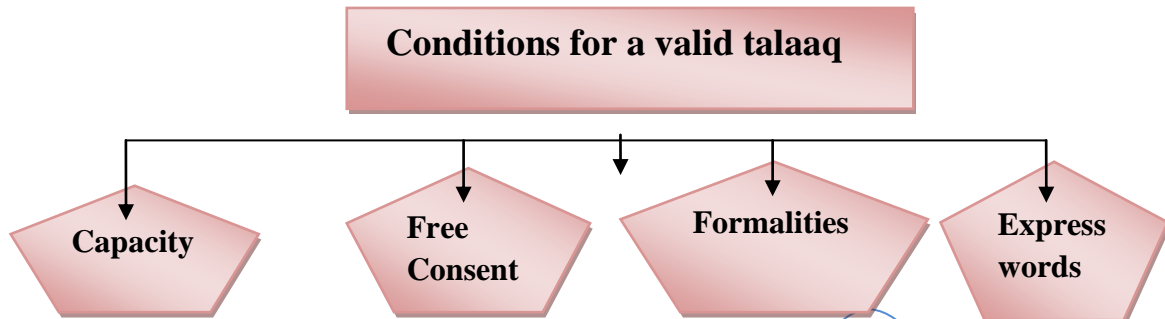 Conditions for a valid talaaq
Capacity
Free
Consent
Formalities
Express
words